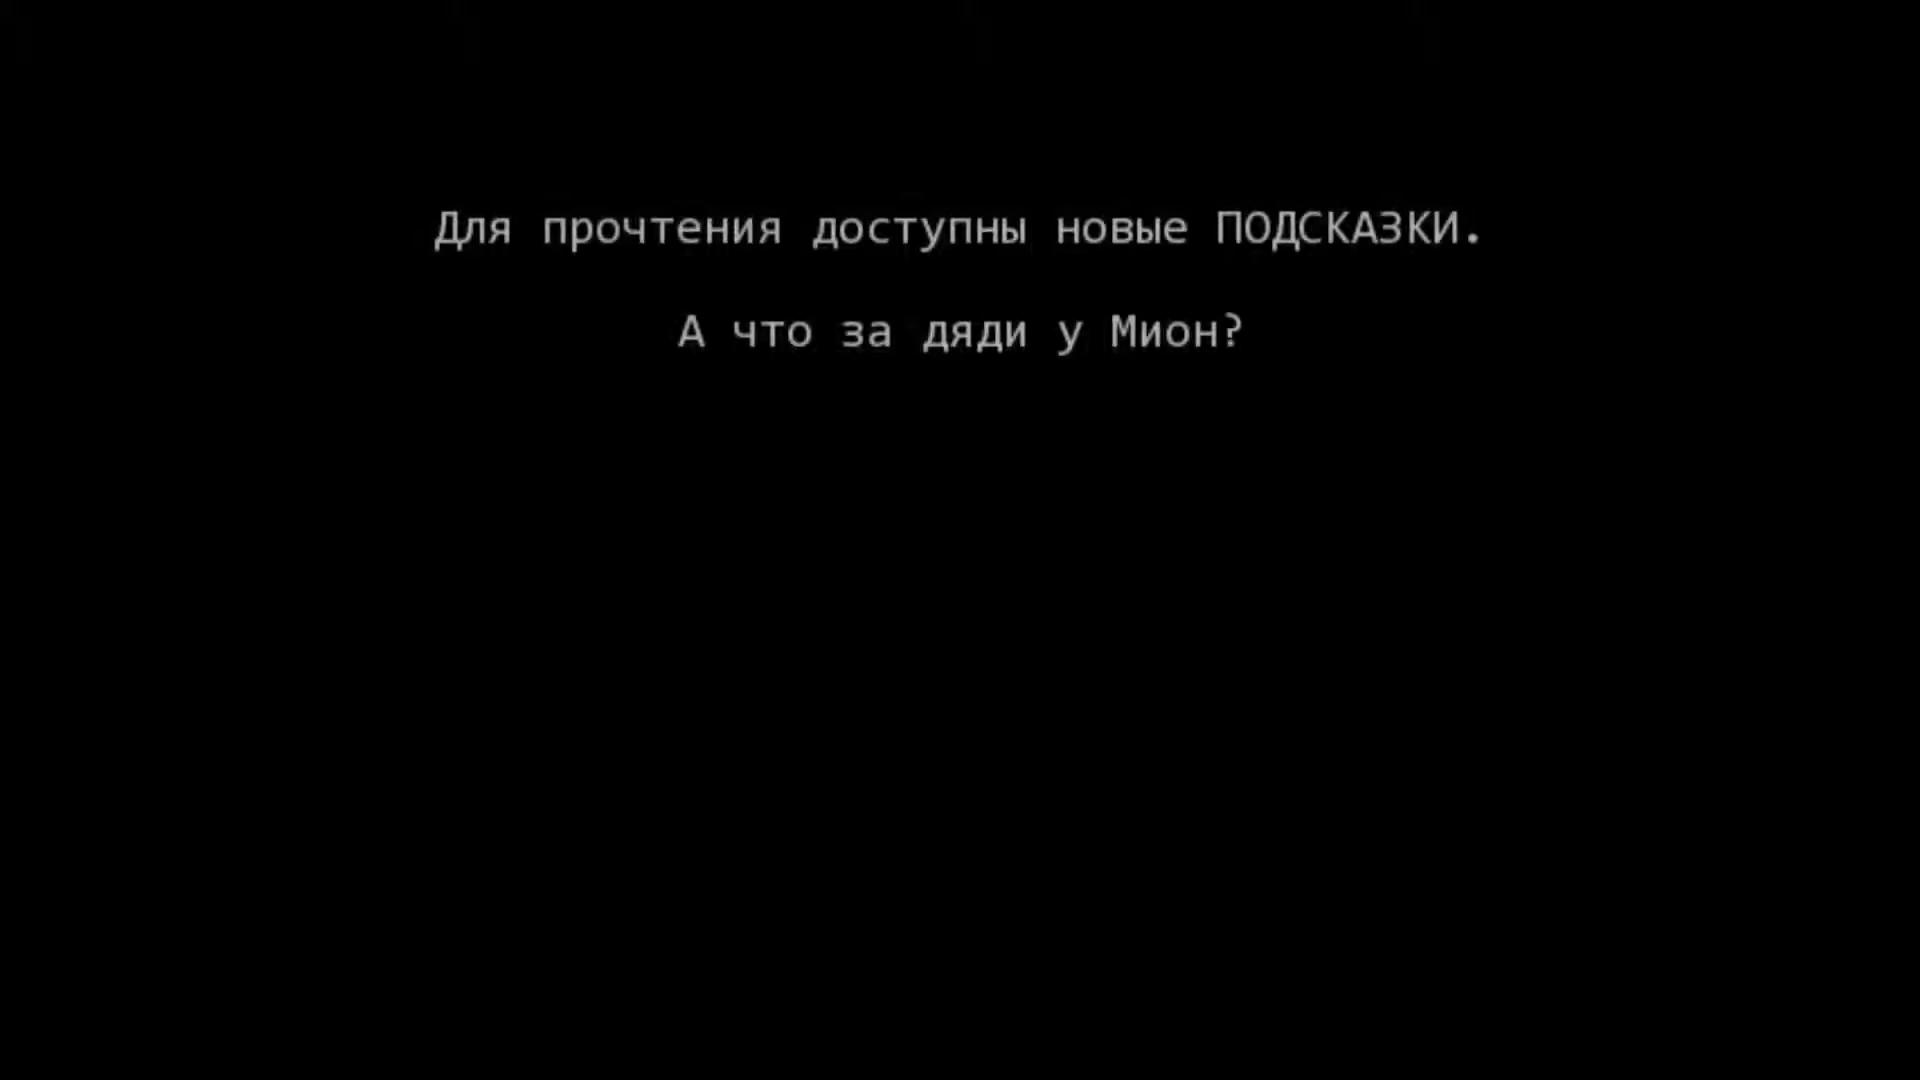 Для прочтения доступны новые ПОДСКАЗКИ.
А что за дяди у Мион?